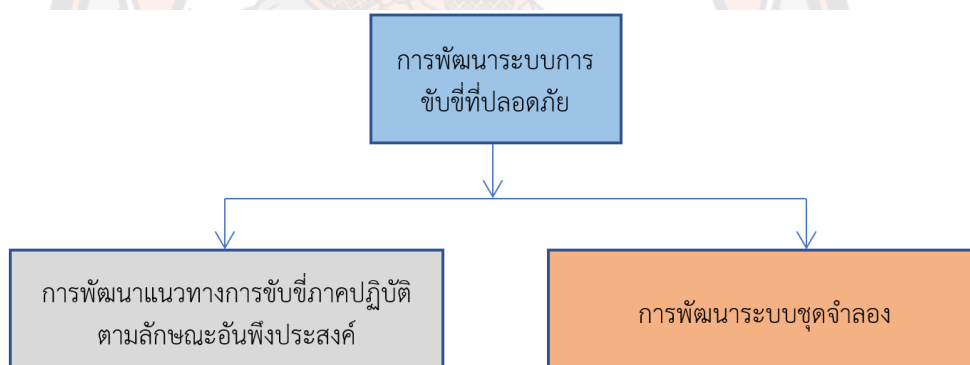 การพัฒนาระบบการ
ขับขี่ที่ปลอดภัย
การพัฒนาแนวทางการขับขี่ภาคปฏิบัติ
ตามลักษณะอันพึงประสงค์
การพัฒนาระบบชุดจำลอง